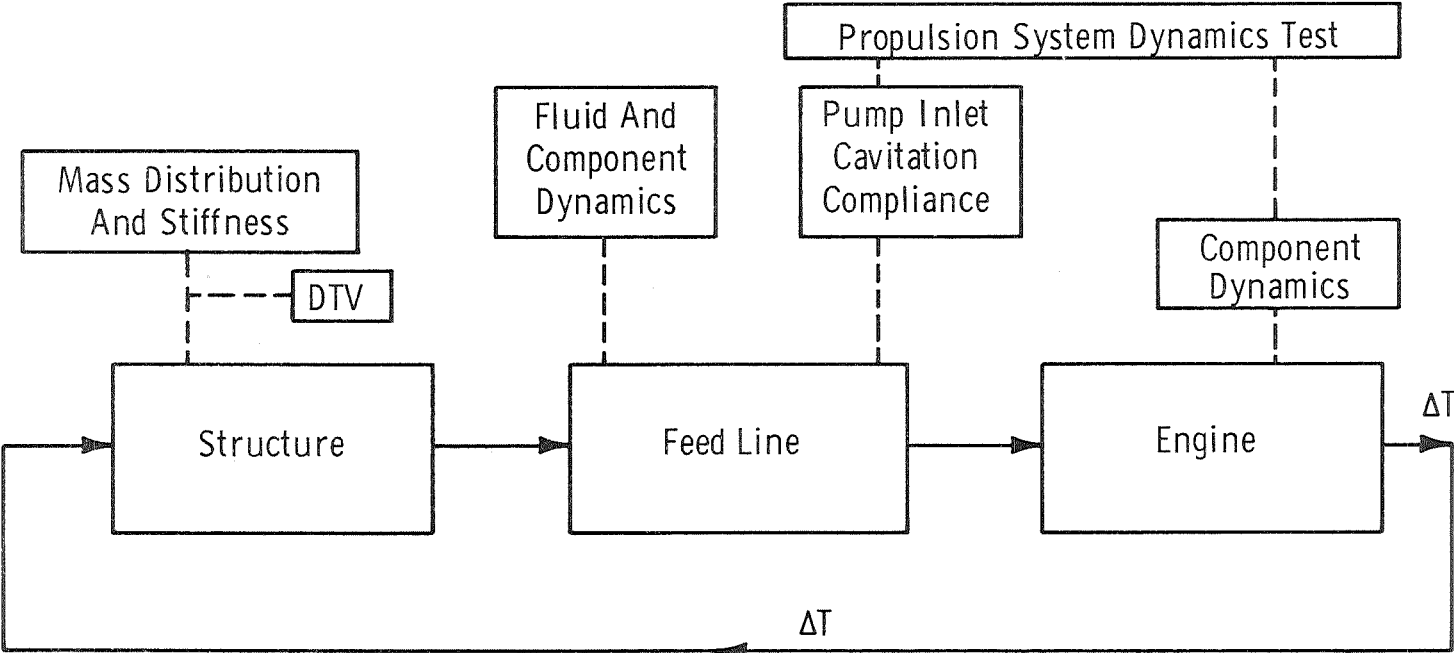 Propulsion System Dynamics Test
Fluid And
Component
Dynamics
Pump Inlet
Cavitation
Compliance
Mass Distribution
And Stiffness
DTV
Component
Dynamics
Structure
Feed Line
Engine
ΔT
ΔT